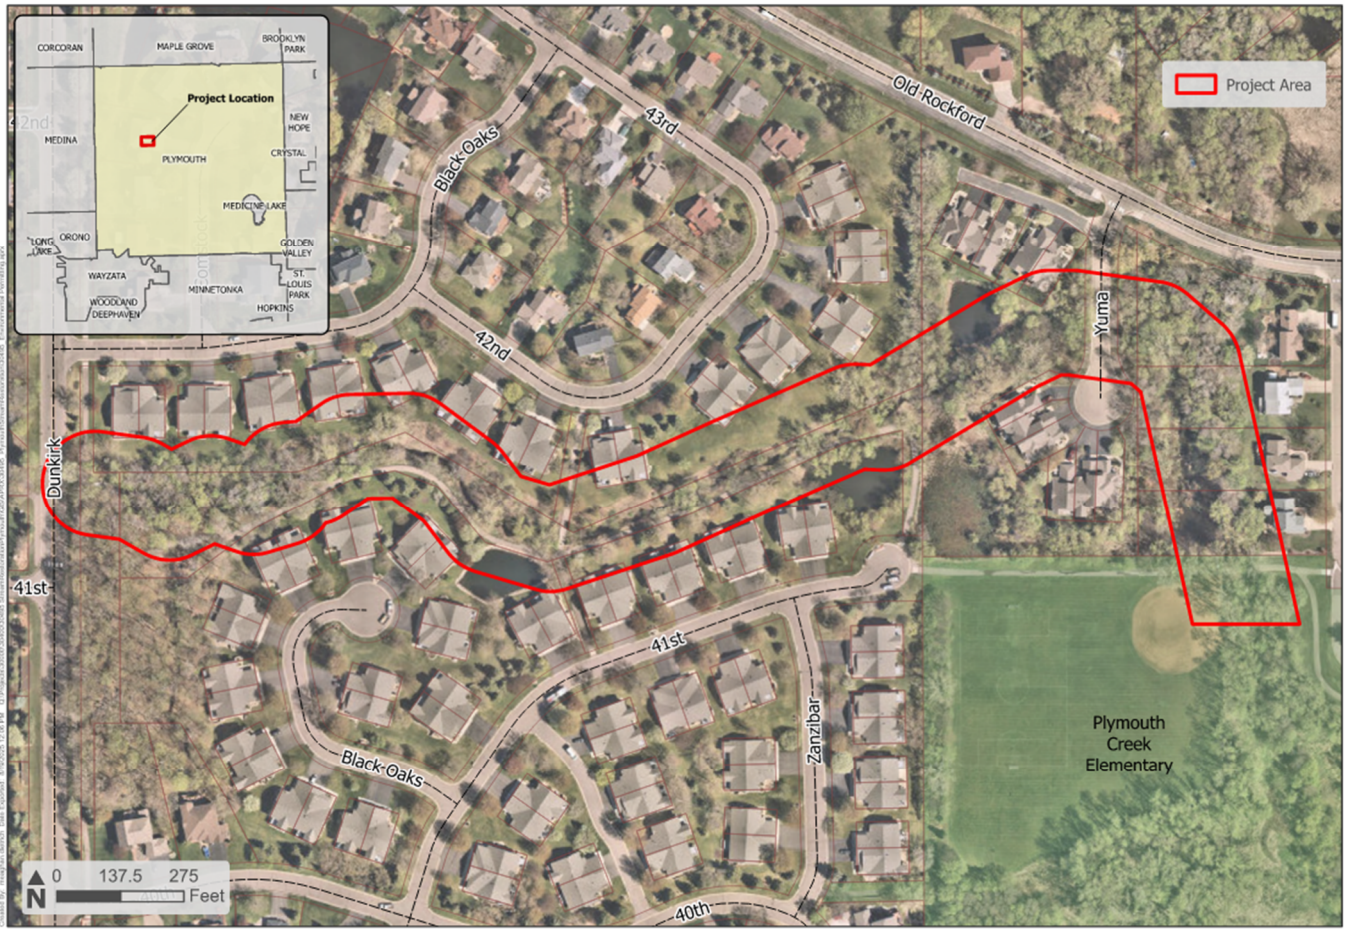 CORCORAN
MAPLE GROVE
BROOKLYN
PARK
Project Location
NEW
HOPE
MEDINA
CRYSTAL
PLYMOUTH
MEDICINE LAKE
LONG
LAKE
ORONO
GOLDEN
VALLEY
WAYZATA
ST.
LOUIS
PARK
MINNETONKA
WOODLAND
DEEPHAVEN
HOPKINS
42nd
Project Area
Old Rockford
43rd
Black Oaks
42nd
Yuma
Dunkirk
41st
41st
Zanzibar
Black Oaks
Plymouth
Creek
Elementary
40th
0 137.5 275
N Feet